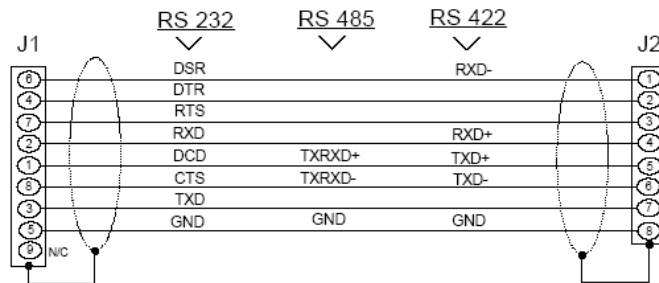 RS 232 RS 485 RS 422
J1 J2
6 DSR RXD- 1
4 DTR 2
7 RTS 3
2 RXD RXD+ 4
1 DCD TXRXD+ TXD+ 5
8 CTS TXRXD- TXD- 6
3 TXD 7
5 GND GND GND 8
9 N/C